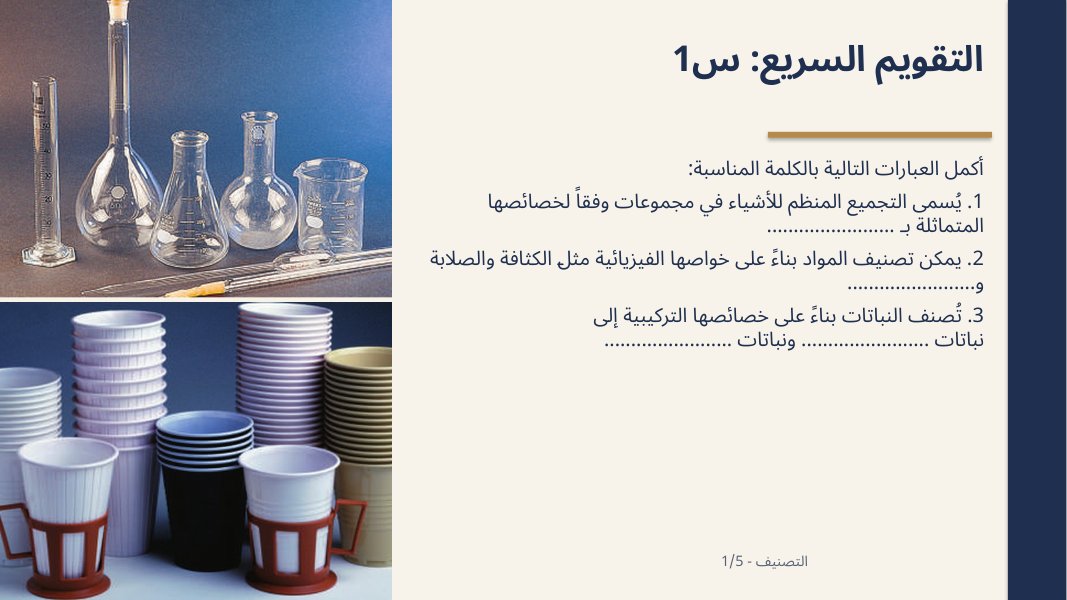 التقويم السريع: س1
أكمل العبارات التالية بالكلمة المناسبة:
1. يُسمى التجميع المنظم للأشياء في مجموعات وفقاً لخصائصها
المتماثلة بـ ........................
2. يمكن تصنيف المواد بناءً على خواصها الفيزيائية مثل الكثافة والصلابة
و........................
3. تُصنف النباتات بناءً على خصائصها التركيبية إلى
نباتات ........................ ونباتات ........................
التصنيف - 1/5